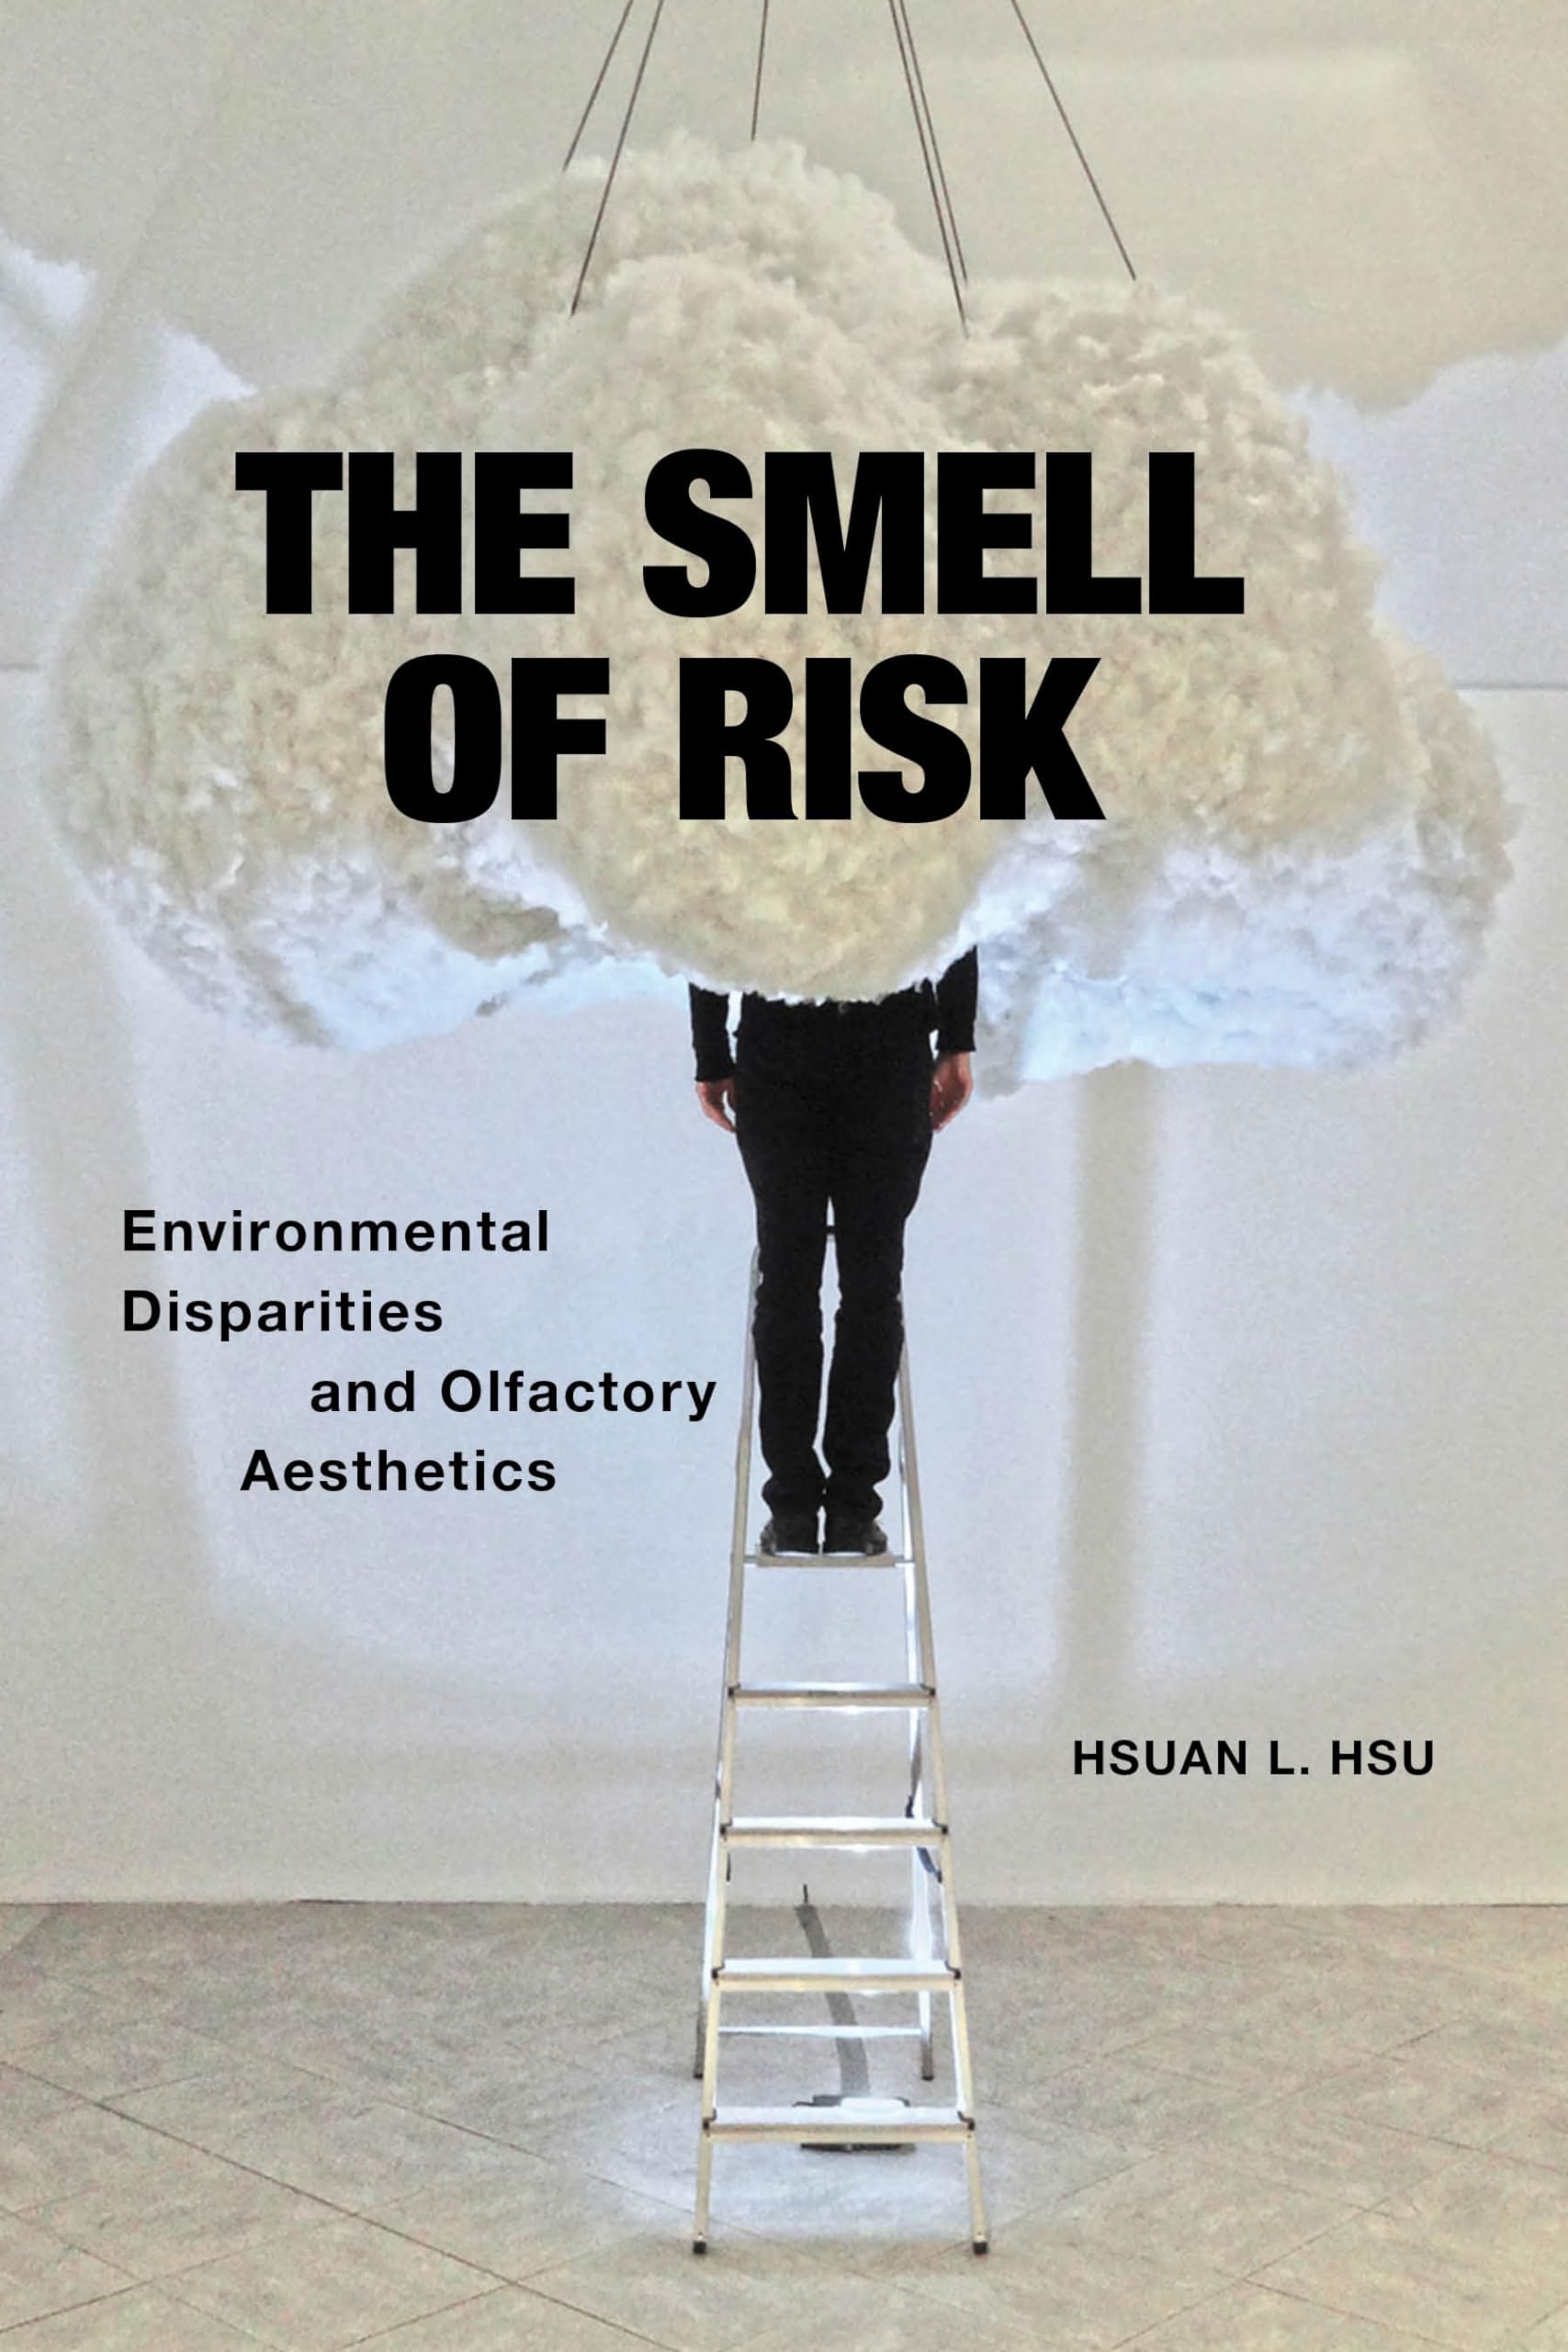 THE SMELL
OF RISK
Environmental
Disparities
and Olfactory
Aesthetics
HSUAN L. HSU